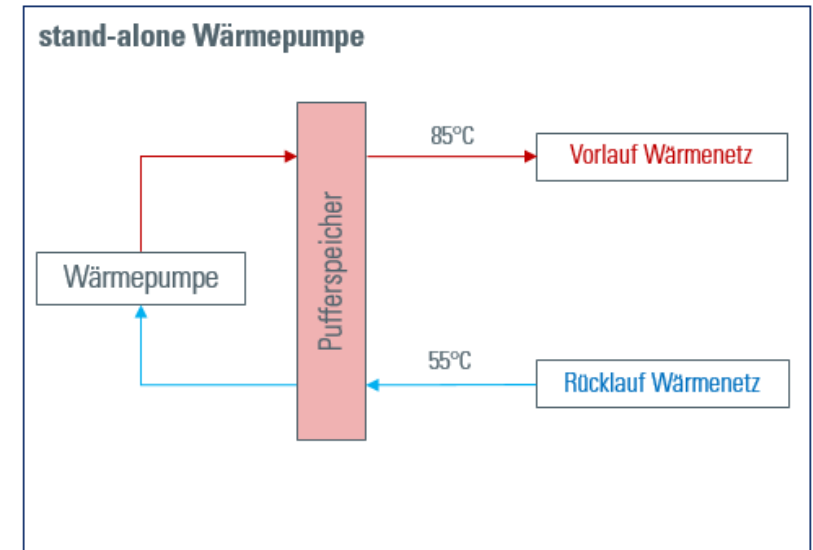 stand-alone Wärmepumpe
85°C
Vorlauf Wärmenetz
Wärmepumpe
Pufferspeicher
55°C
Rücklauf Wärmenetz